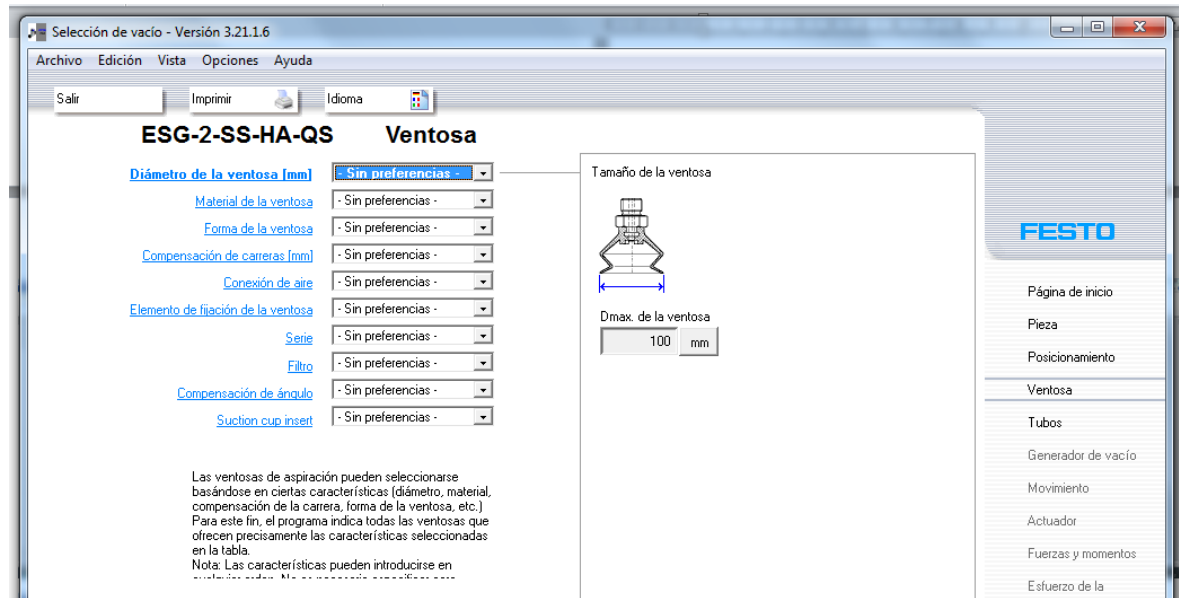 Selección de vacío - Versión 3.21.1.6
Archivo Edición Vista Opciones Ayuda
Salir Imprimir Idioma
ESG-2-SS-HA-QS Ventosa
Diámetro de la ventosa [mm] - Sin preferencias -
Material de la ventosa - Sin preferencias -
Forma de la ventosa - Sin preferencias -
Compensación de carreras [mm] - Sin preferencias -
Conexión de aire - Sin preferencias -
Elemento de fijación de la ventosa - Sin preferencias -
Serie - Sin preferencias -
Filtro - Sin preferencias -
Compensación de ángulo - Sin preferencias -
Suction cup insert - Sin preferencias -
Las ventosas de aspiración pueden seleccionarse
basándose en ciertas características (diámetro, material,
compensación de la carrera, forma de la ventosa, etc.)
Para este fin, el programa indica todas las ventosas que
ofrecen precisamente las características seleccionadas
en la tabla.
Nota: Las características pueden introducirse en
Tamaño de la ventosa
Dmax. de la ventosa
100 mm
FESTO
Página de inicio
Pieza
Posicionamiento
Ventosa
Tubos
Generador de vacío
Movimiento
Actuador
Fuerzas y momentos
Esfuerzo de la